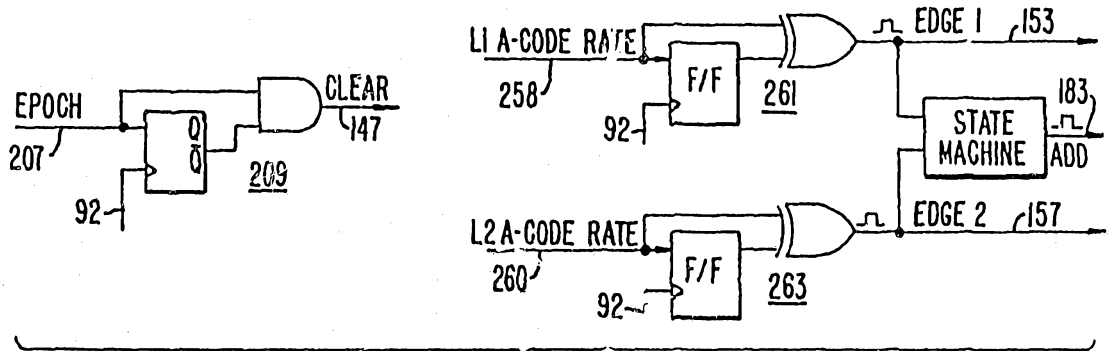 EPOCH
207
92
Q
Q̅
209
CLEAR
147
L1 A-CODE RATE
258
F/F
92
261
EDGE 1
153
STATE
MACHINE
183
ADD
L2 A-CODE RATE
260
F/F
92
263
EDGE 2
157